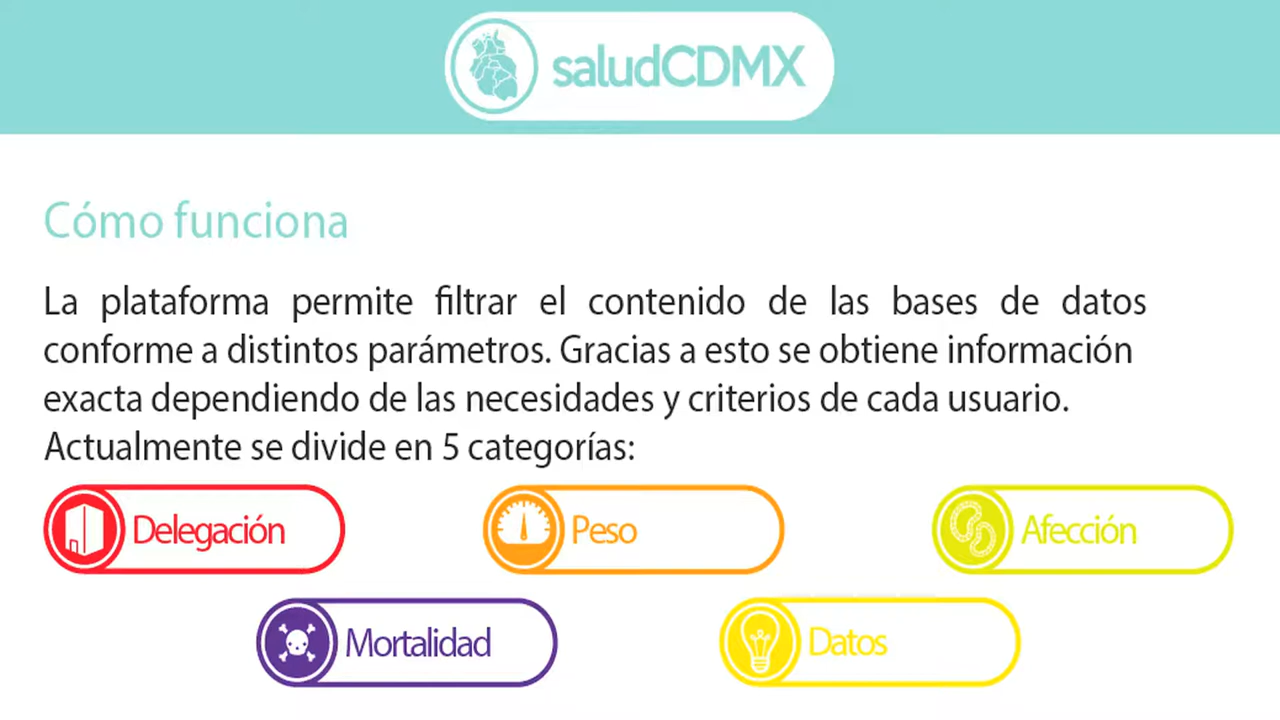 saludCDMX
Cómo funciona
La plataforma permite filtrar el contenido de las bases de datos
conforme a distintos parámetros. Gracias a esto se obtiene información
exacta dependiendo de las necesidades y criterios de cada usuario.
Actualmente se divide en 5 categorías:
Delegación
Peso
Afección
Mortalidad
Datos